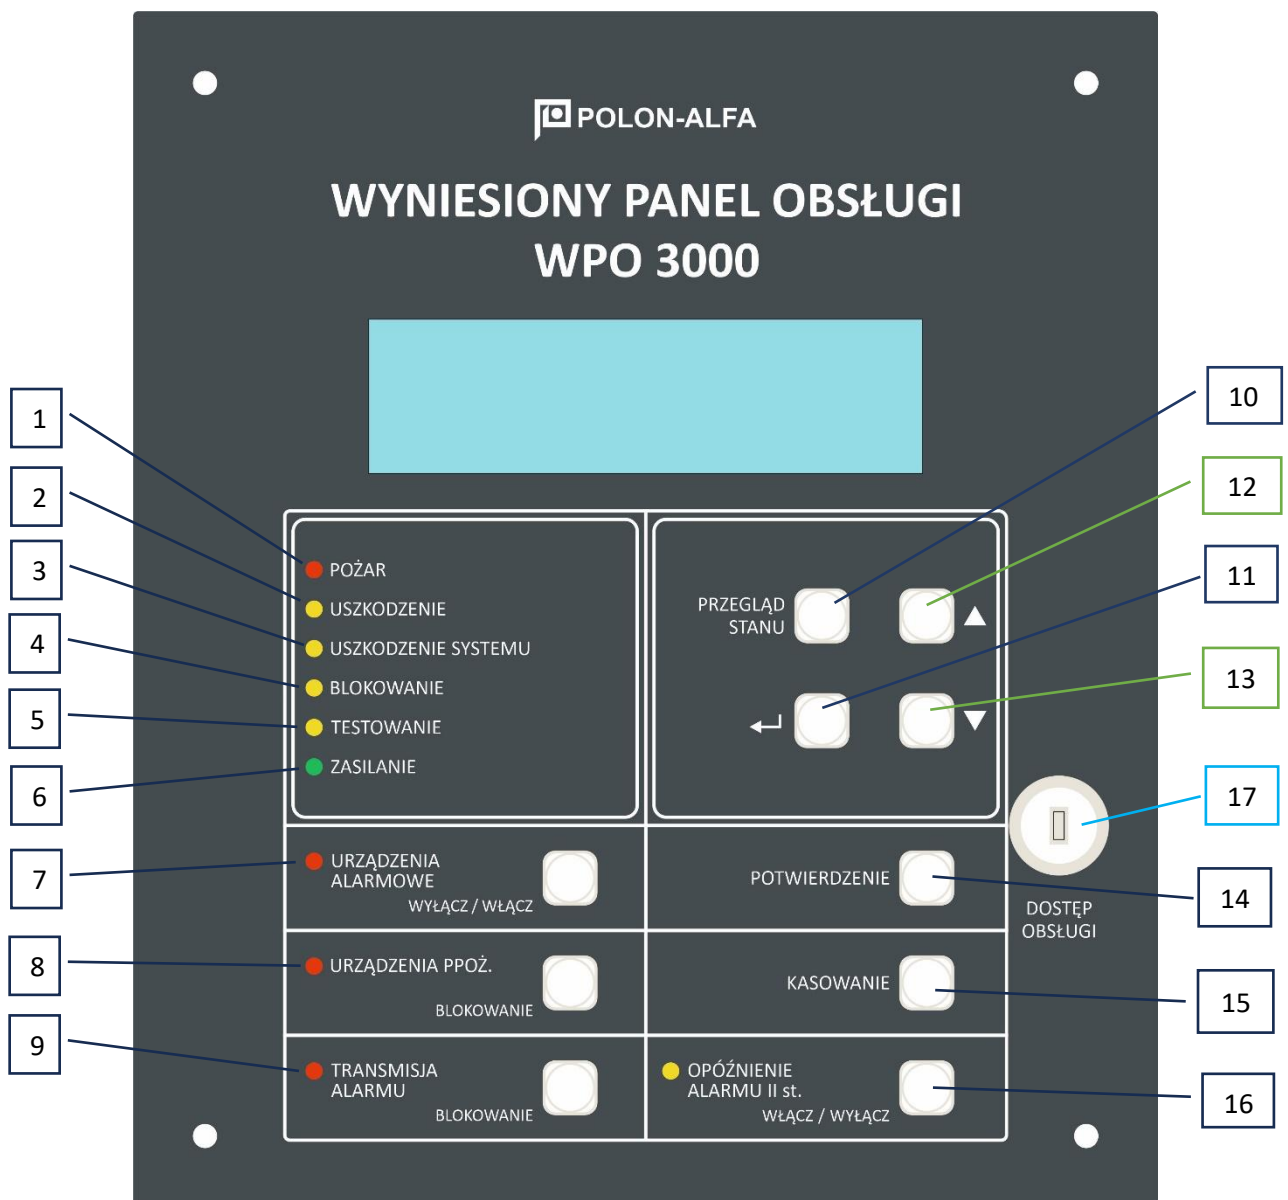 POLON-ALFA
WYNIESIONY PANEL OBSŁUGI
WPO 3000
1
2
3
4
5
6
7
8
9
POŻAR
USZKODZENIE
USZKODZENIE SYSTEMU
BLOKOWANIE
TESTOWANIE
ZASILANIE
PRZEGLĄD
STANU
10
12
11
13
17
14
15
16
URZĄDZENIA
ALARMOWE
WYŁĄCZ / WŁĄCZ
POTWIERDZENIE
DOSTĘP
OBSŁUGI
URZĄDZENIA PPOŻ.
BLOKOWANIE
KASOWANIE
TRANSMISJA
ALARMU
BLOKOWANIE
OPÓŹNIENIE
ALARMU II st.
WŁĄCZ / WYŁĄCZ